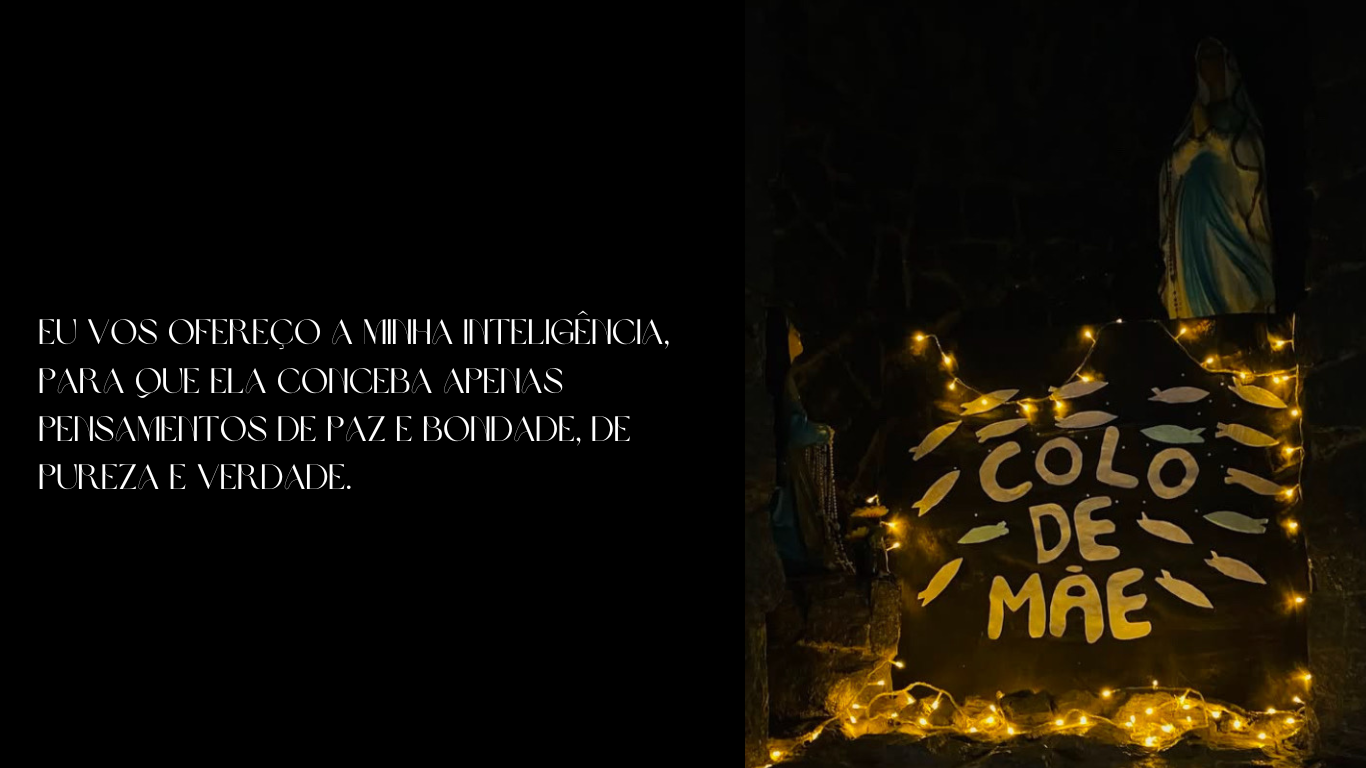 EU VOS OFEREÇO A MINHA INTELIGÊNCIA,
PARA QUE ELA CONCEBA APENAS
PENSAMENTOS DE PAZ E BONDADE, DE
PUREZA E VERDADE.
COLO
DE
MÃE